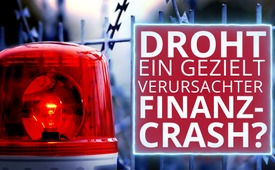 DROHT
EIN GEZIELT
VERURSACHTER
FINANZ-
CRASH?